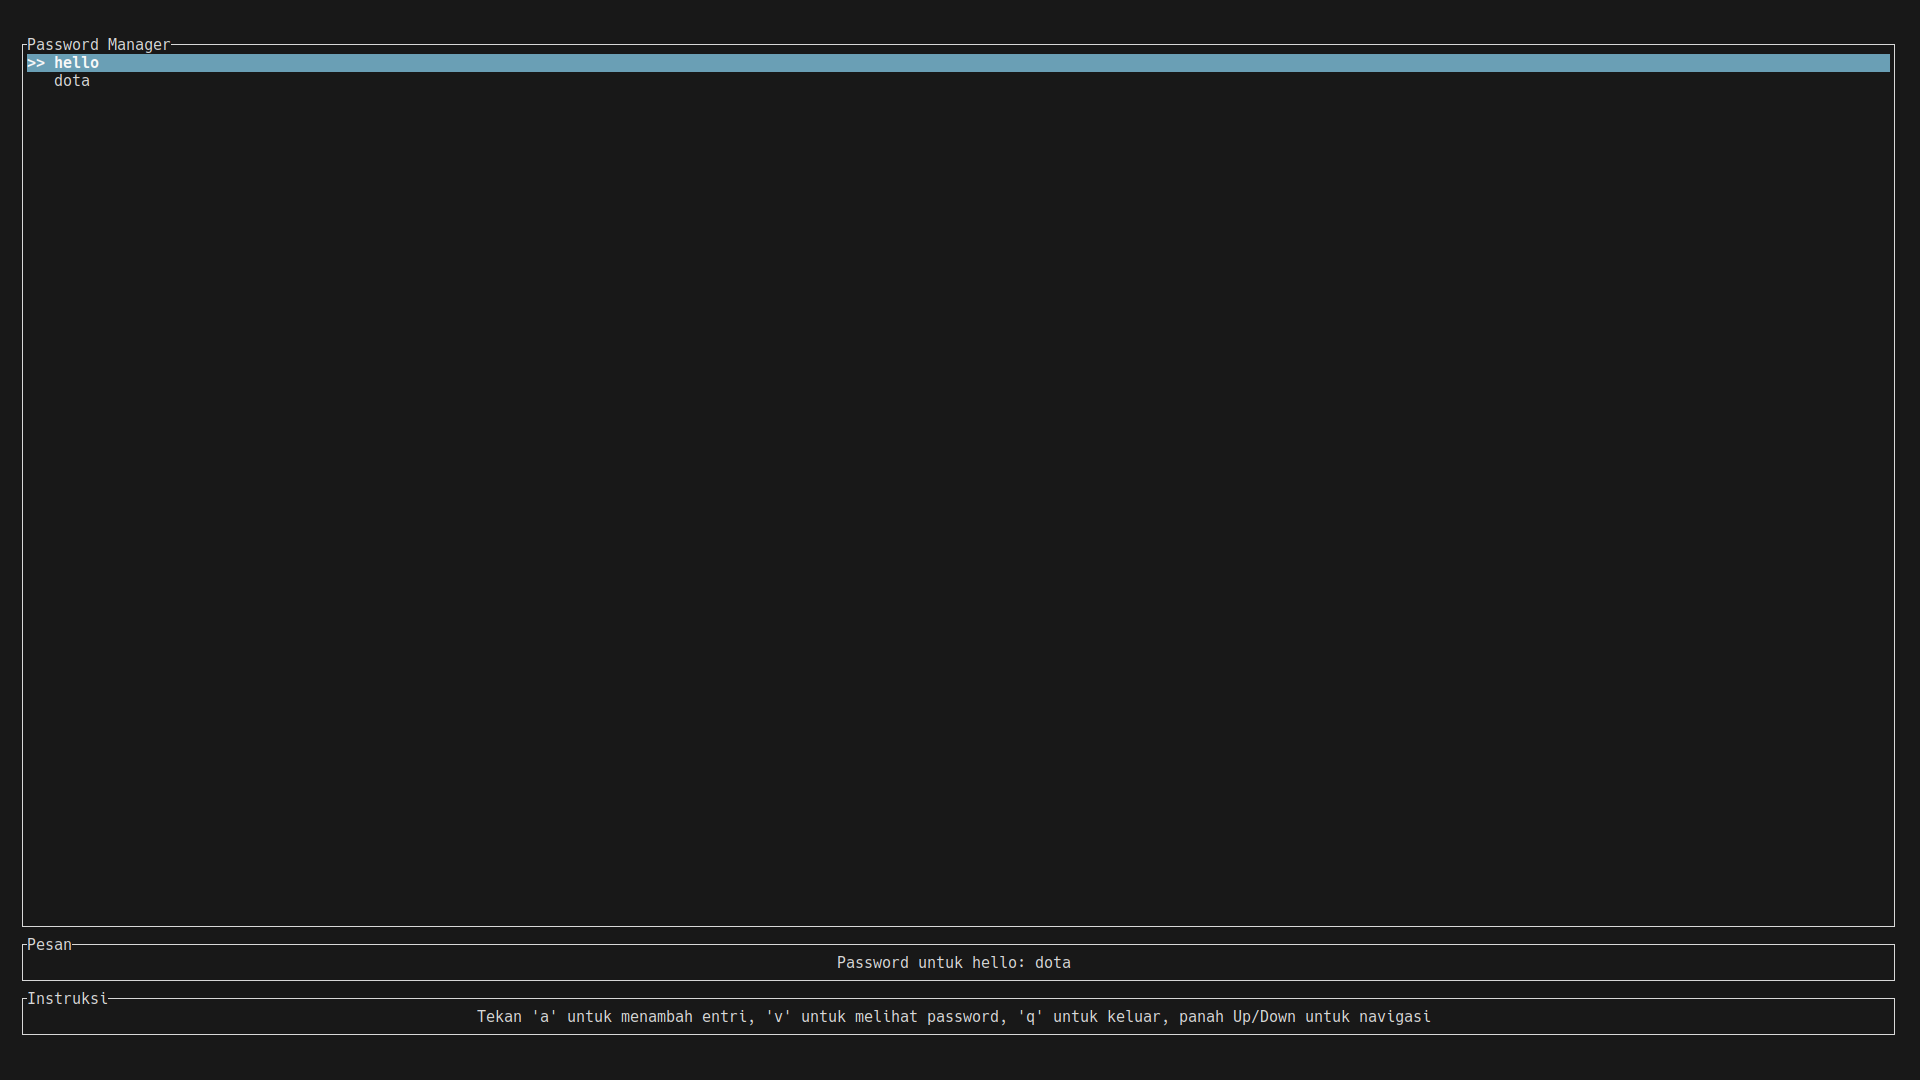 Password Manager
>> hello
dota
Pesan
Password untuk hello: dota
Instruksi
Tekan 'a' untuk menambah entri, 'v' untuk melihat password, 'q' untuk keluar, panah Up/Down untuk navigasi